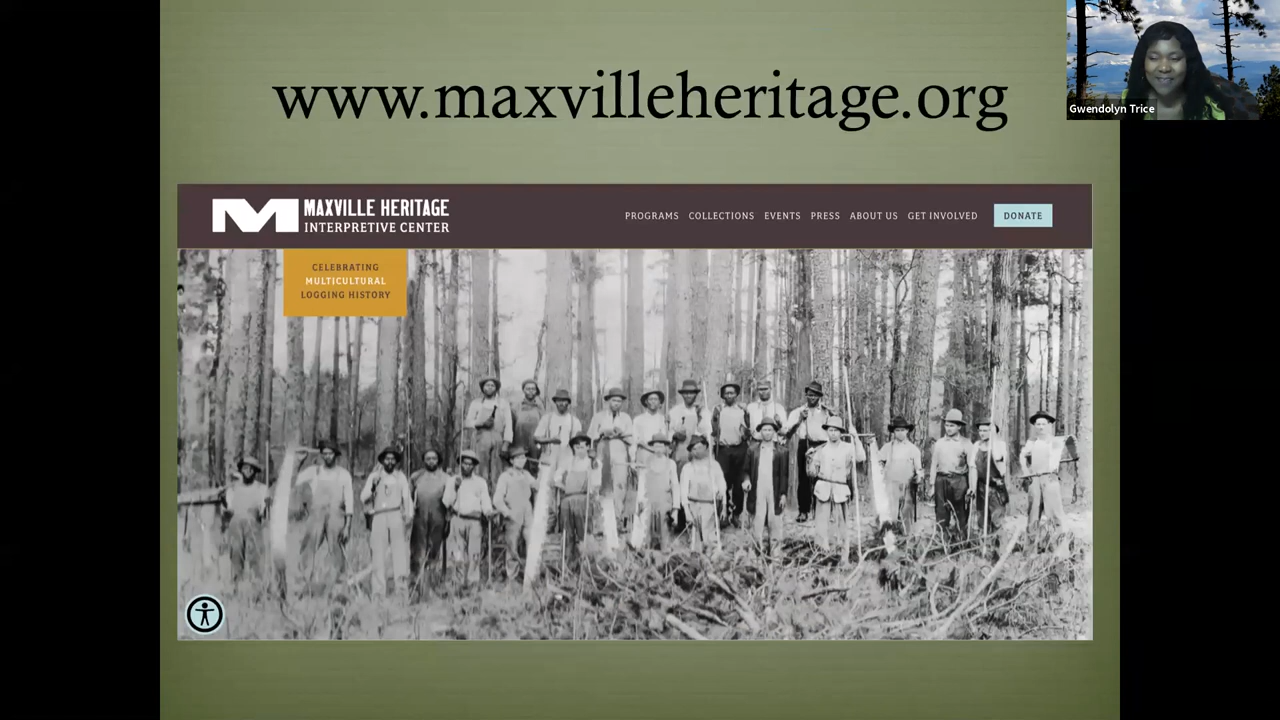 www.maxvilleheritage.org
Gwendolyn Trice
MAXVILLE HERITAGE
INTERPRETIVE CENTER
PROGRAMS COLLECTIONS EVENTS PRESS ABOUT US GET INVOLVED DONATE
CELEBRATING
MULTICULTURAL
LOGGING HISTORY